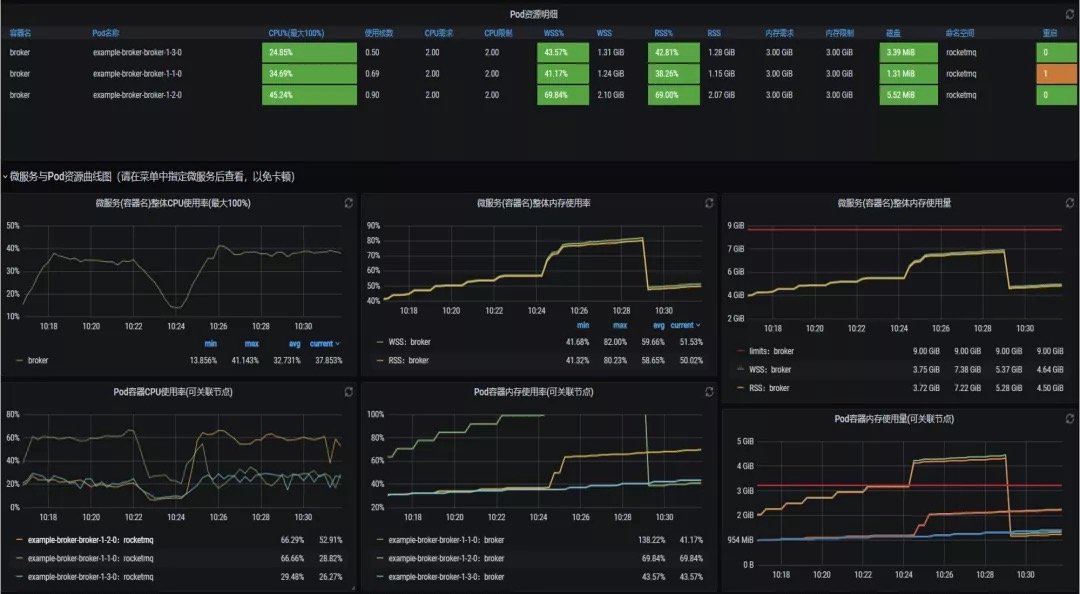 Pod资源明细
容器名 Pod名称 CPU%(最大100%) 使用核数 CPU需求 CPU限制 WSS% WSS RSS% RSS 内存需求 内存限制 磁盘 命名空间 重启
broker example-broker-broker-1-3-0 24.85% 0.50 2.00 2.00 43.57% 1.31 GiB 42.81% 1.28 GiB 3.00 GiB 3.00 GiB 3.39 MiB rocketmq 0
broker example-broker-broker-1-1-0 34.69% 0.69 2.00 2.00 41.17% 1.24 GiB 38.26% 1.15 GiB 3.00 GiB 3.00 GiB 1.31 MiB rocketmq 1
broker example-broker-broker-1-2-0 45.24% 0.90 2.00 2.00 69.84% 2.10 GiB 69.00% 2.07 GiB 3.00 GiB 3.00 GiB 5.52 MiB rocketmq 0
微服务与Pod资源曲线图（请在菜单中指定微服务后查看，以免卡顿）
微服务(容器名)整体CPU使用率(最大100%)
50%
40%
30%
20%
10%
10:18 10:20 10:22 10:24 10:26 10:28 10:30
min max avg current
broker 13.856% 41.143% 32.731% 37.853%
微服务(容器名)整体内存使用率
90%
80%
70%
60%
50%
40%
10:18 10:20 10:22 10:24 10:26 10:28 10:30
min max avg current
WSS：broker 41.68% 82.00% 59.66% 51.53%
RSS：broker 41.32% 80.23% 58.65% 50.02%
微服务(容器名)整体内存使用量
9 GiB
7 GiB
6 GiB
4 GiB
2 GiB
10:18 10:20 10:22 10:24 10:26 10:28 10:30
limits：broker 9.00 GiB 9.00 GiB 9.00 GiB 9.00 GiB
WSS：broker 3.75 GiB 7.38 GiB 5.37 GiB 4.64 GiB
RSS：broker 3.72 GiB 7.22 GiB 5.28 GiB 4.50 GiB
Pod容器CPU使用率(可关联节点)
80%
60%
40%
20%
0%
10:18 10:20 10:22 10:24 10:26 10:28 10:30
example-broker-broker-1-2-0：rocketmq 66.29% 52.91%
example-broker-broker-1-1-0：rocketmq 66.66% 28.82%
example-broker-broker-1-3-0：rocketmq 29.48% 26.27%
Pod容器内存使用率(可关联节点)
100%
80%
60%
40%
20%
10:18 10:20 10:22 10:24 10:26 10:28 10:30
example-broker-broker-1-1-0：broker 138.22% 41.17%
example-broker-broker-1-2-0：broker 69.84% 69.84%
example-broker-broker-1-3-0：broker 43.57% 43.57%
Pod容器内存使用量(可关联节点)
5 GiB
4 GiB
3 GiB
2 GiB
954 MiB
0 B
10:18 10:20 10:22 10:24 10:26 10:28 10:30